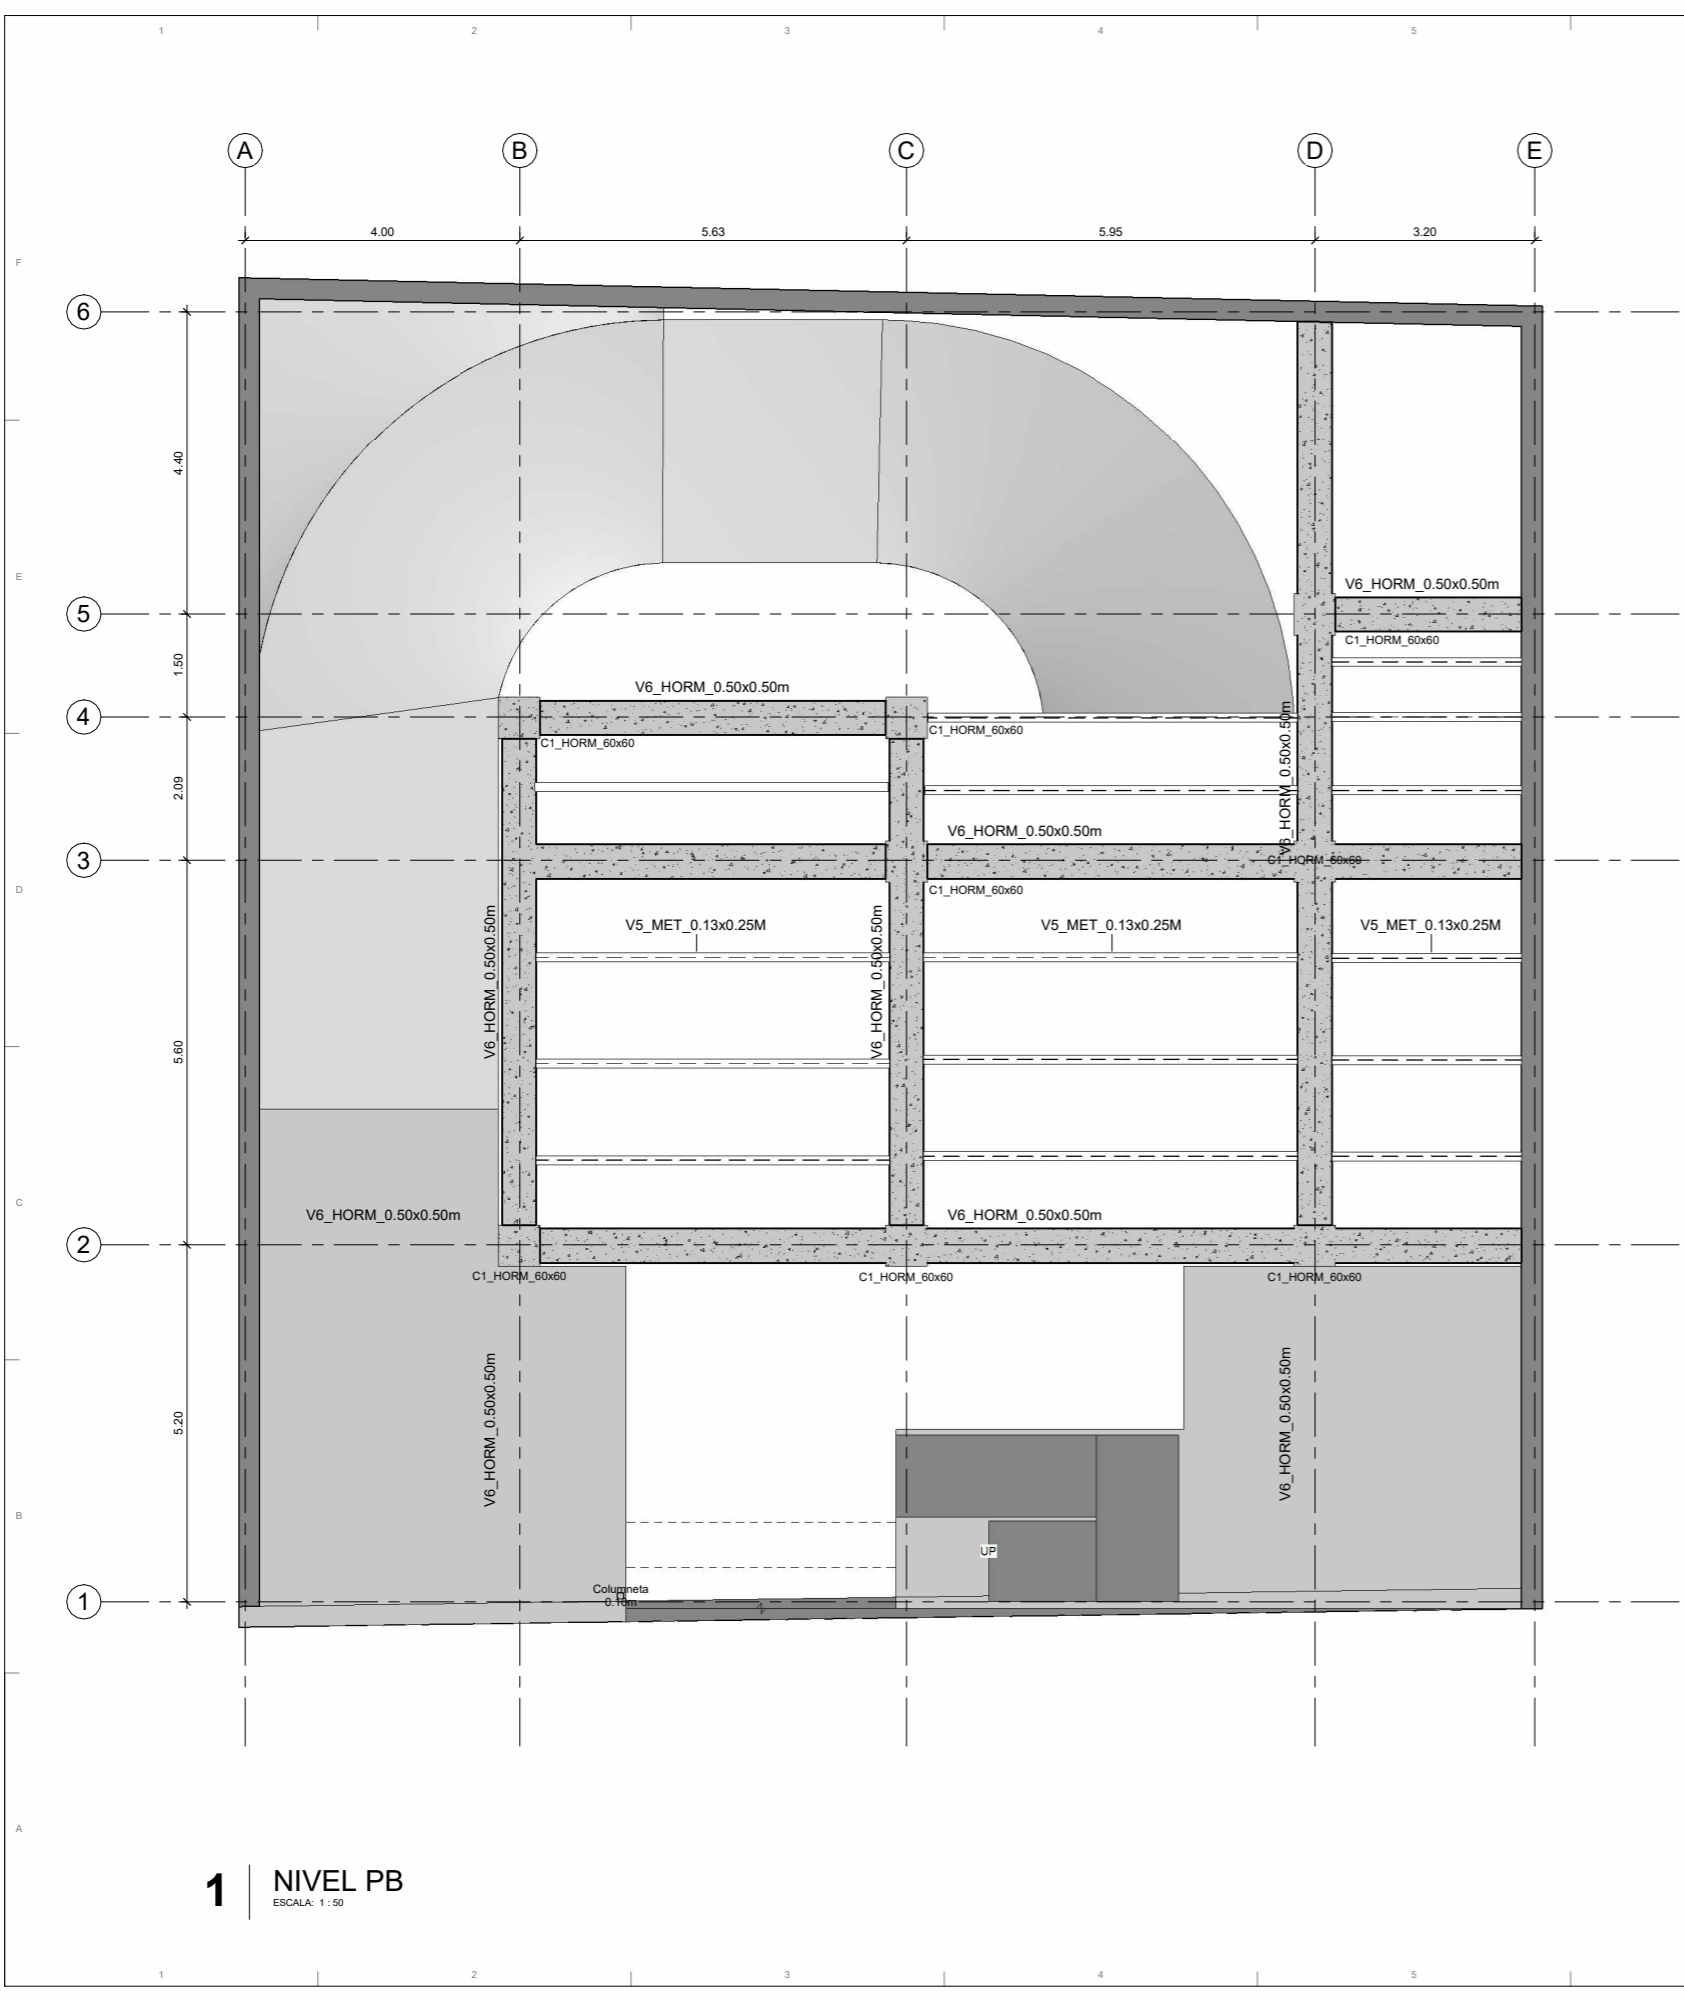 1 2 3 4 5
A B C D E
4.00 5.63 5.95 3.20
F
6
4.40
E
V6_HORM_0.50x0.50m
5
C1_HORM_60x60
1.50
V6_HORM_0.50x0.50m
4
C1_HORM_60x60
C1_HORM_60x60
V6_HORM_0.50x0.50m
2.09
V6_HORM_0.50x0.50m
3
C1_HORM_60x60
D
C1_HORM_60x60
V5_MET_0.13x0.25M V5_MET_0.13x0.25M V5_MET_0.13x0.25M
V6_HORM_0.50x0.50m
V6_HORM_0.50x0.50m
5.60
C
V6_HORM_0.50x0.50m V6_HORM_0.50x0.50m
2
C1_HORM_60x60 C1_HORM_60x60 C1_HORM_60x60
V6_HORM_0.50x0.50m
V6_HORM_0.50x0.50m
5.20
B
UP
Columneta
0.10m
1
A
1
NIVEL PB
ESCALA: 1 : 50
1 2 3 4 5